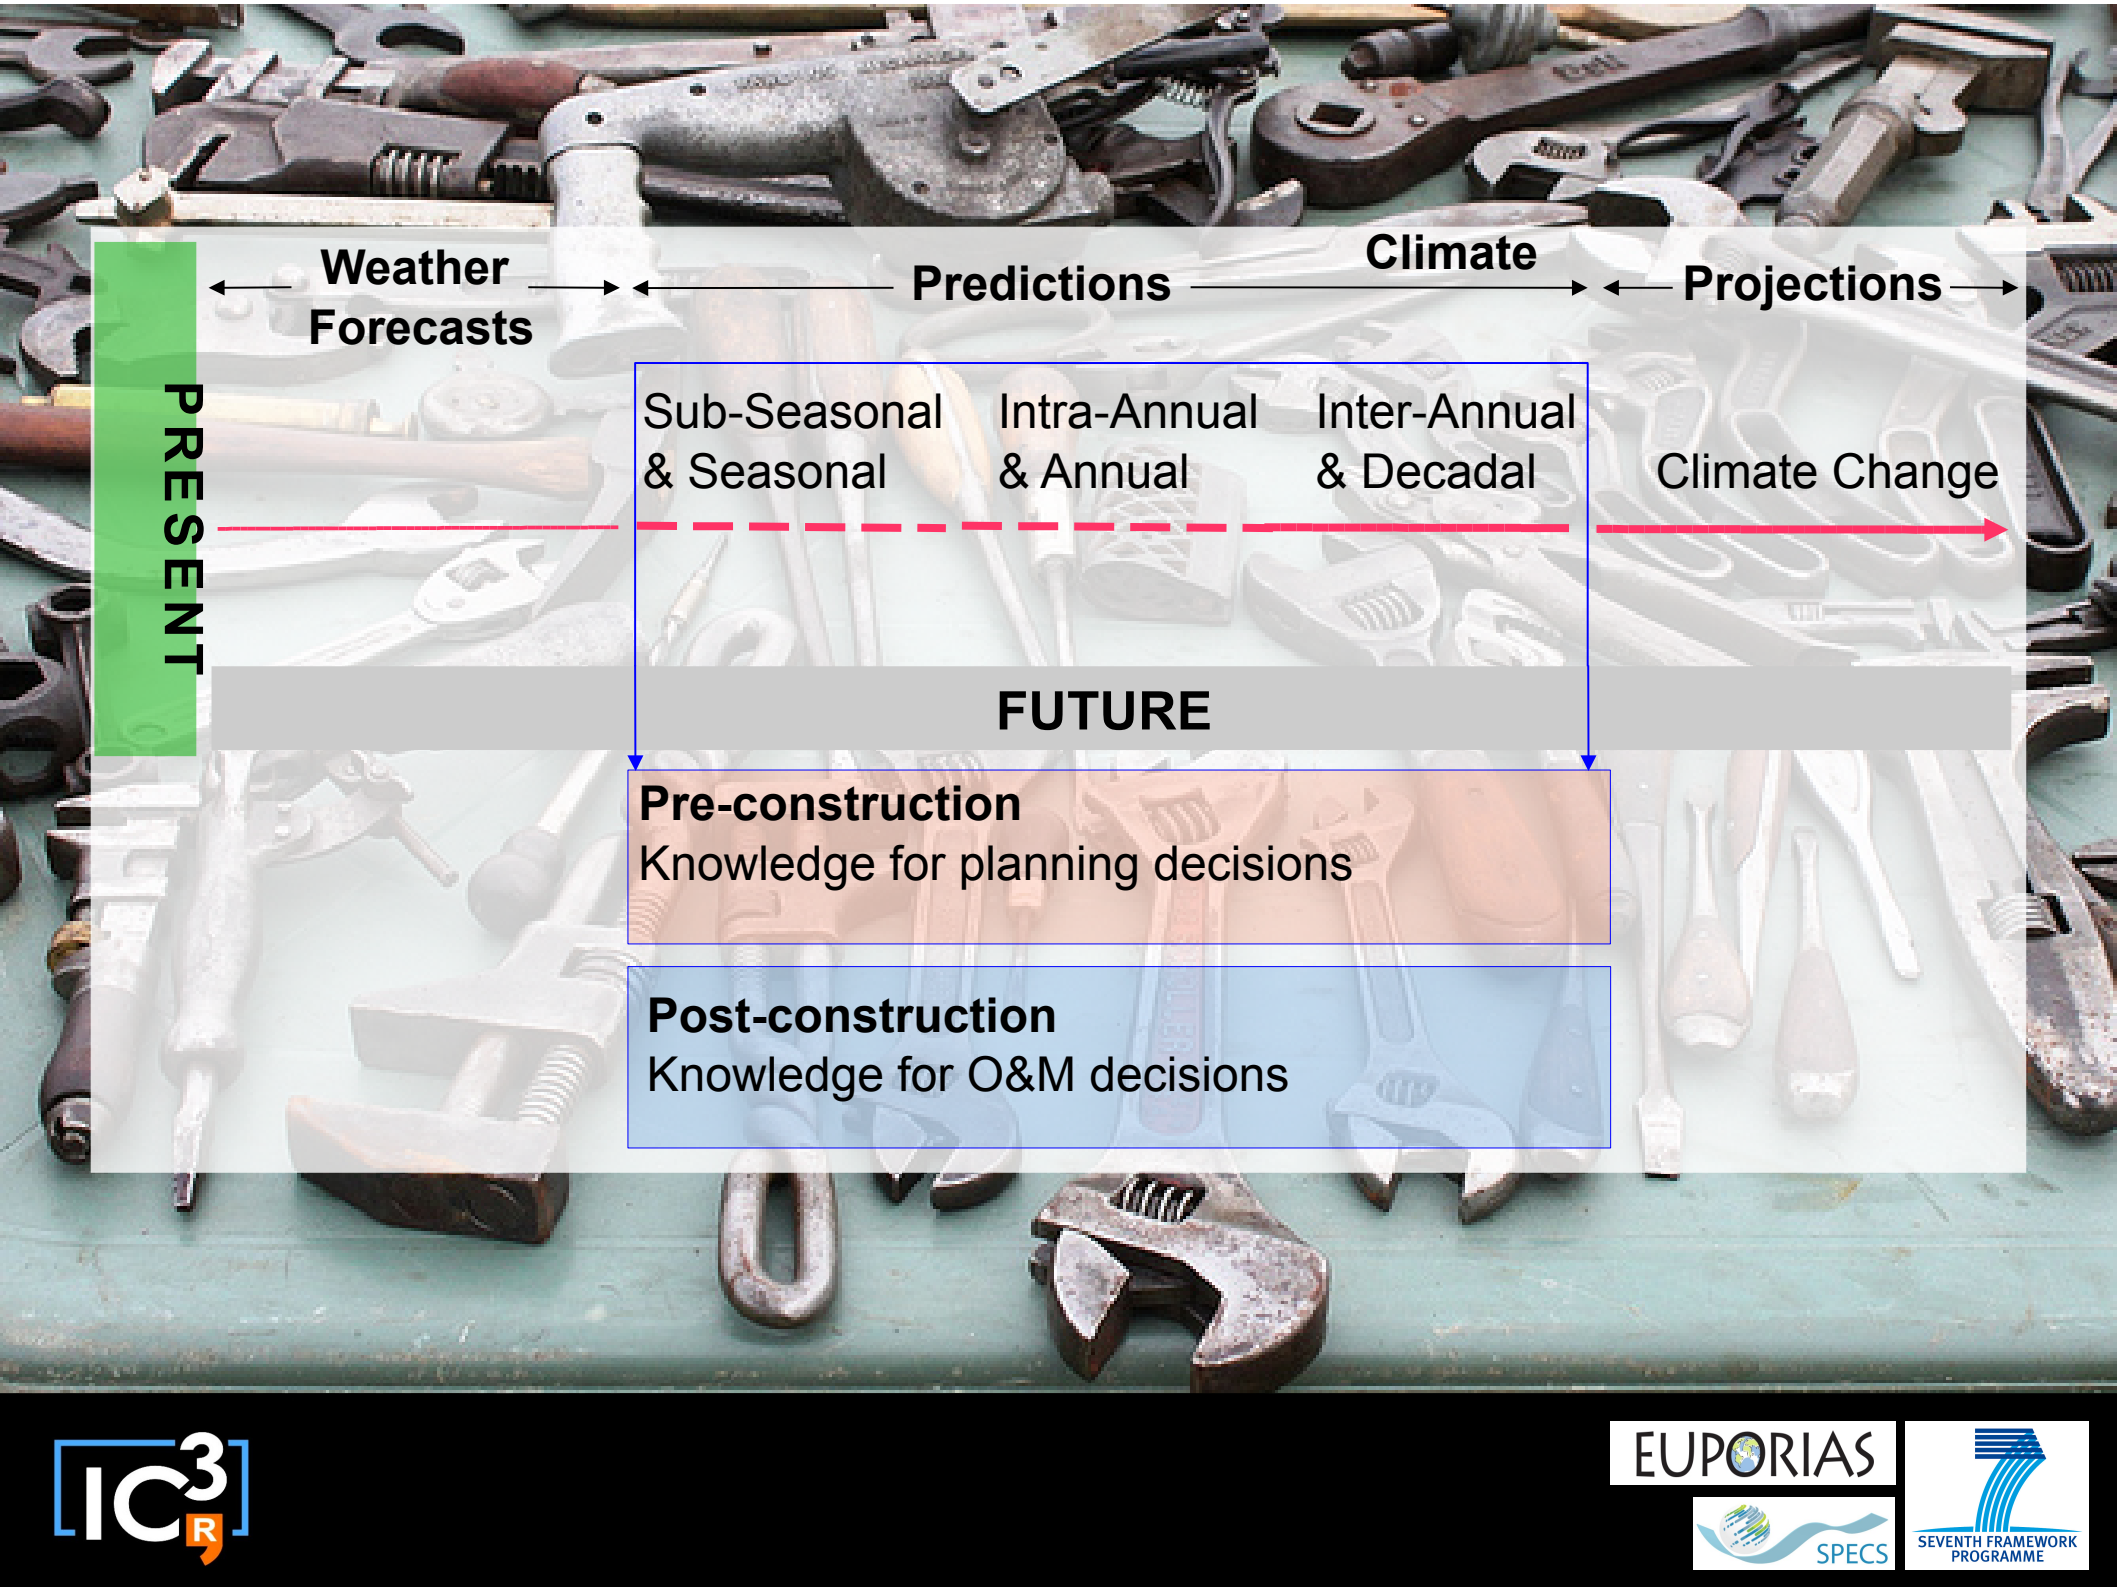 Climate
Weather
Forecasts
Predictions
Projections
PRESENT
Sub-Seasonal
& Seasonal
Intra-Annual
& Annual
Inter-Annual
& Decadal
Climate Change
FUTURE
Pre-construction
Knowledge for planning decisions
Post-construction
Knowledge for O&M decisions
IC3
R
EUPORIAS
SPECS
7
SEVENTH FRAMEWORK
PROGRAMME